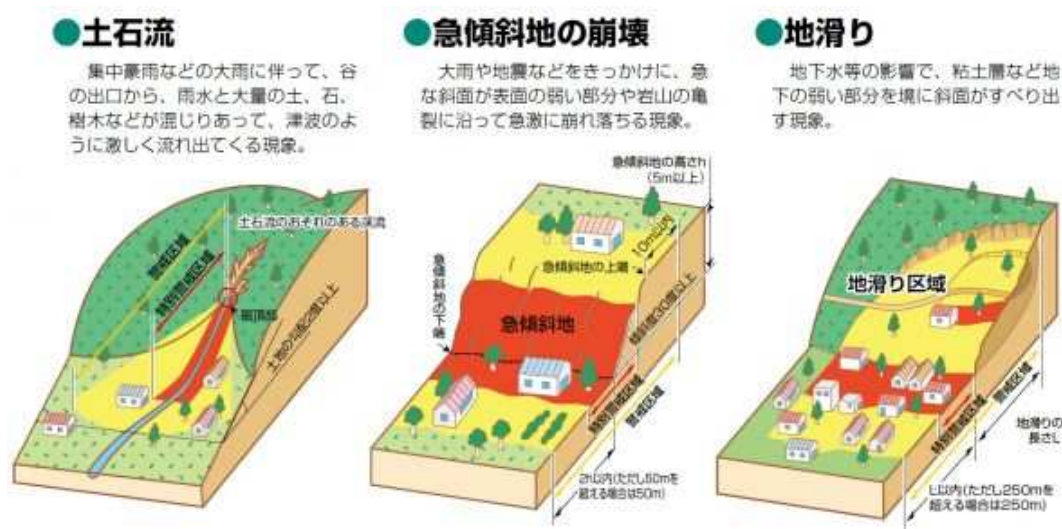 ●土石流
集中豪雨などの大雨に伴って、谷
の出口から、雨水と大量の土、石、
樹木などが混じりあって、津波のよ
うに激しく流れ出てくる現象。
土石流のおそれのある渓流
警戒区域
特別警戒区域
扇頂部
土地の勾配2度以上
●急傾斜地の崩壊
大雨や地震などをきっかけに、急
な斜面が表面の弱い部分や岩山の亀
裂に沿って急激に崩れ落ちる現象。
急傾斜地の高さh
(5m以上)
10m以内
急傾斜地の上端
急傾斜地の下端
急傾斜地
傾斜度30度以上
特別警戒区域
警戒区域
2h以内(ただし50mを
超える場合は50m)
●地滑り
地下水等の影響で、粘土層など地
下の弱い部分を境に斜面がすべり出
す現象。
地滑り区域
特別警戒区域
警戒区域
地滑りの
長さL
L以内(ただし250mを
超える場合は250m)